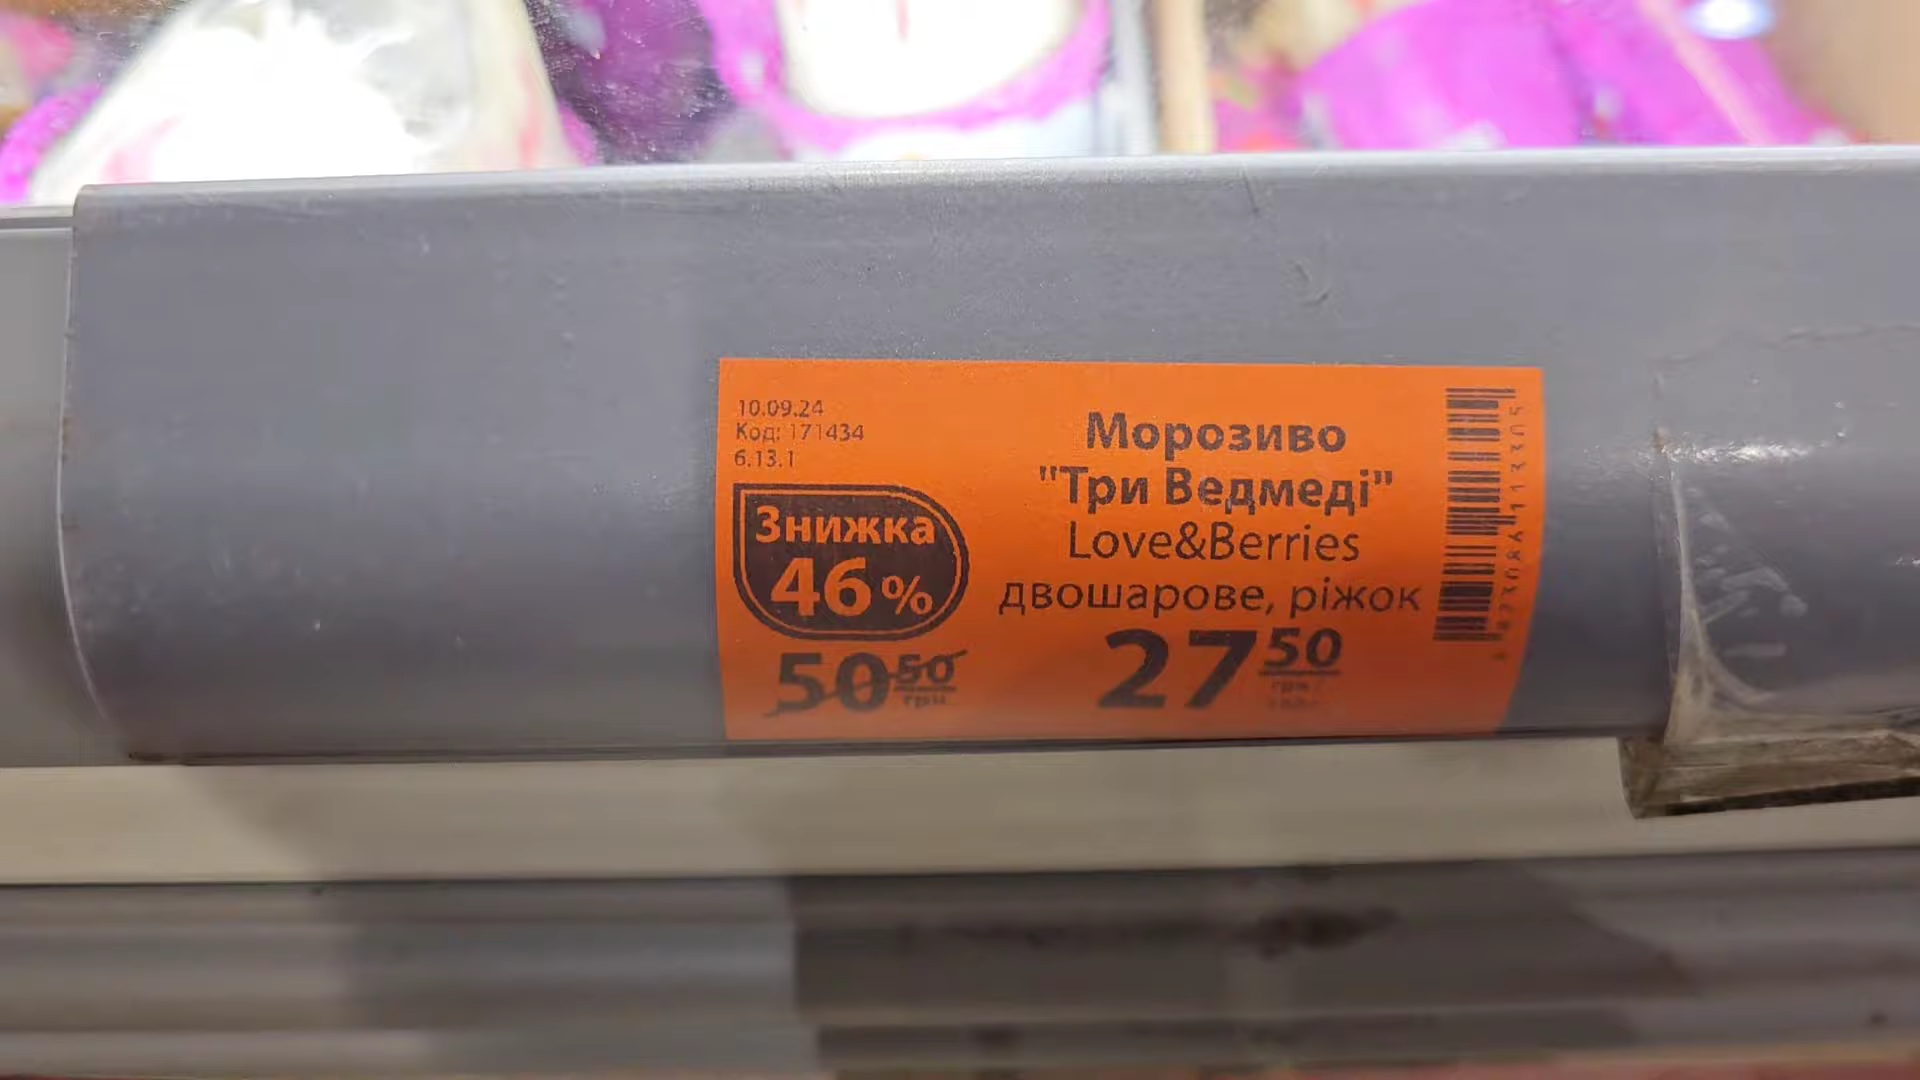 10.09.24
Код: 171434
6.13.1
Знижка
46%
50 50
грн
Морозиво
"Три Ведмеді"
Love&Berries
двошарове, ріжок
27 50
грн /